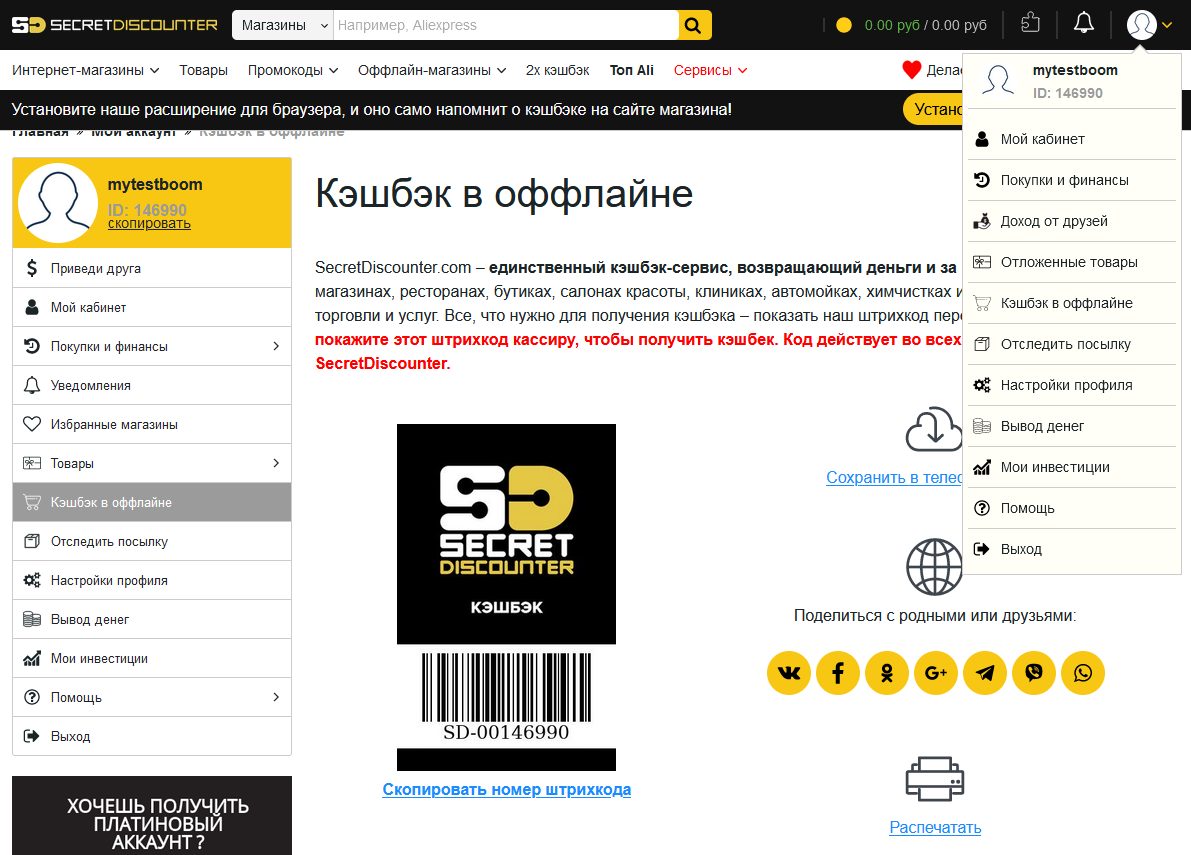 SECRETDISCOUNTER
Магазины
Например, Aliexpress
0.00 руб / 0.00 руб
Интернет-магазины
Товары
Промокоды
Оффлайн-магазины
2х кэшбэк
Топ Ali
Сервисы
Установите наше расширение для браузера, и оно само напомнит о кэшбэке на сайте магазина!
Главная » Мой аккаунт » Кэшбэк в оффлайне
mytestboom
ID: 146990
скопировать
Приведи друга
Мой кабинет
Покупки и финансы
Уведомления
Избранные магазины
Товары
Кэшбэк в оффлайне
Отследить посылку
Настройки профиля
Вывод денег
Мои инвестиции
Помощь
Выход
ХОЧЕШЬ ПОЛУЧИТЬ
ПЛАТИНОВЫЙ
АККАУНТ ?
Кэшбэк в оффлайне
SecretDiscounter.com – единственный кэшбэк-сервис, возвращающий деньги и за
магазинах, ресторанах, бутиках, салонах красоты, клиниках, автомойках, химчистках и
торговли и услуг. Все, что нужно для получения кэшбэка – показать наш штрихкод пер
покажите этот штрихкод кассиру, чтобы получить кэшбек. Код действует во всех
SecretDiscounter.
SD
SECRET
DISCOUNTER
КЭШБЭК
SD-00146990
Скопировать номер штрихкода
Сохранить в телес
Поделиться с родными или друзьями:
Распечатать
mytestboom
ID: 146990
Мой кабинет
Покупки и финансы
Доход от друзей
Отложенные товары
Кэшбэк в оффлайне
Отследить посылку
Настройки профиля
Вывод денег
Мои инвестиции
Помощь
Выход